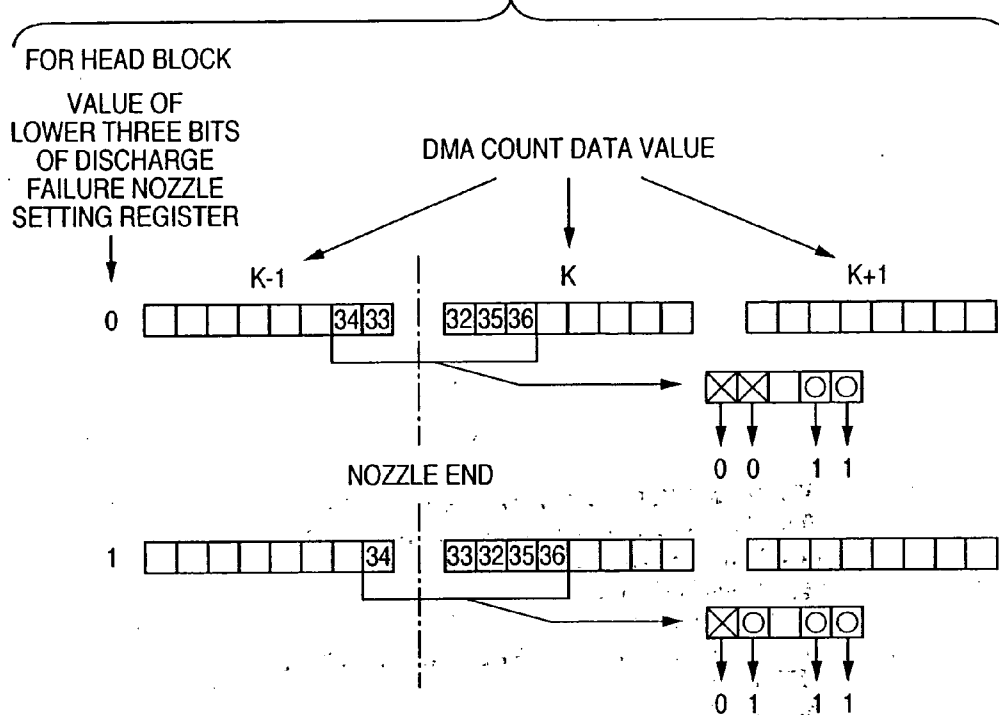 FOR HEAD BLOCK
VALUE OF
LOWER THREE BITS
OF DISCHARGE
FAILURE NOZZLE
SETTING REGISTER
DMA COUNT DATA VALUE
K-1 K K+1
0 34 33 32 35 36
0 0 1 1
NOZZLE END
1 34 33 32 35 36
0 1 1 1